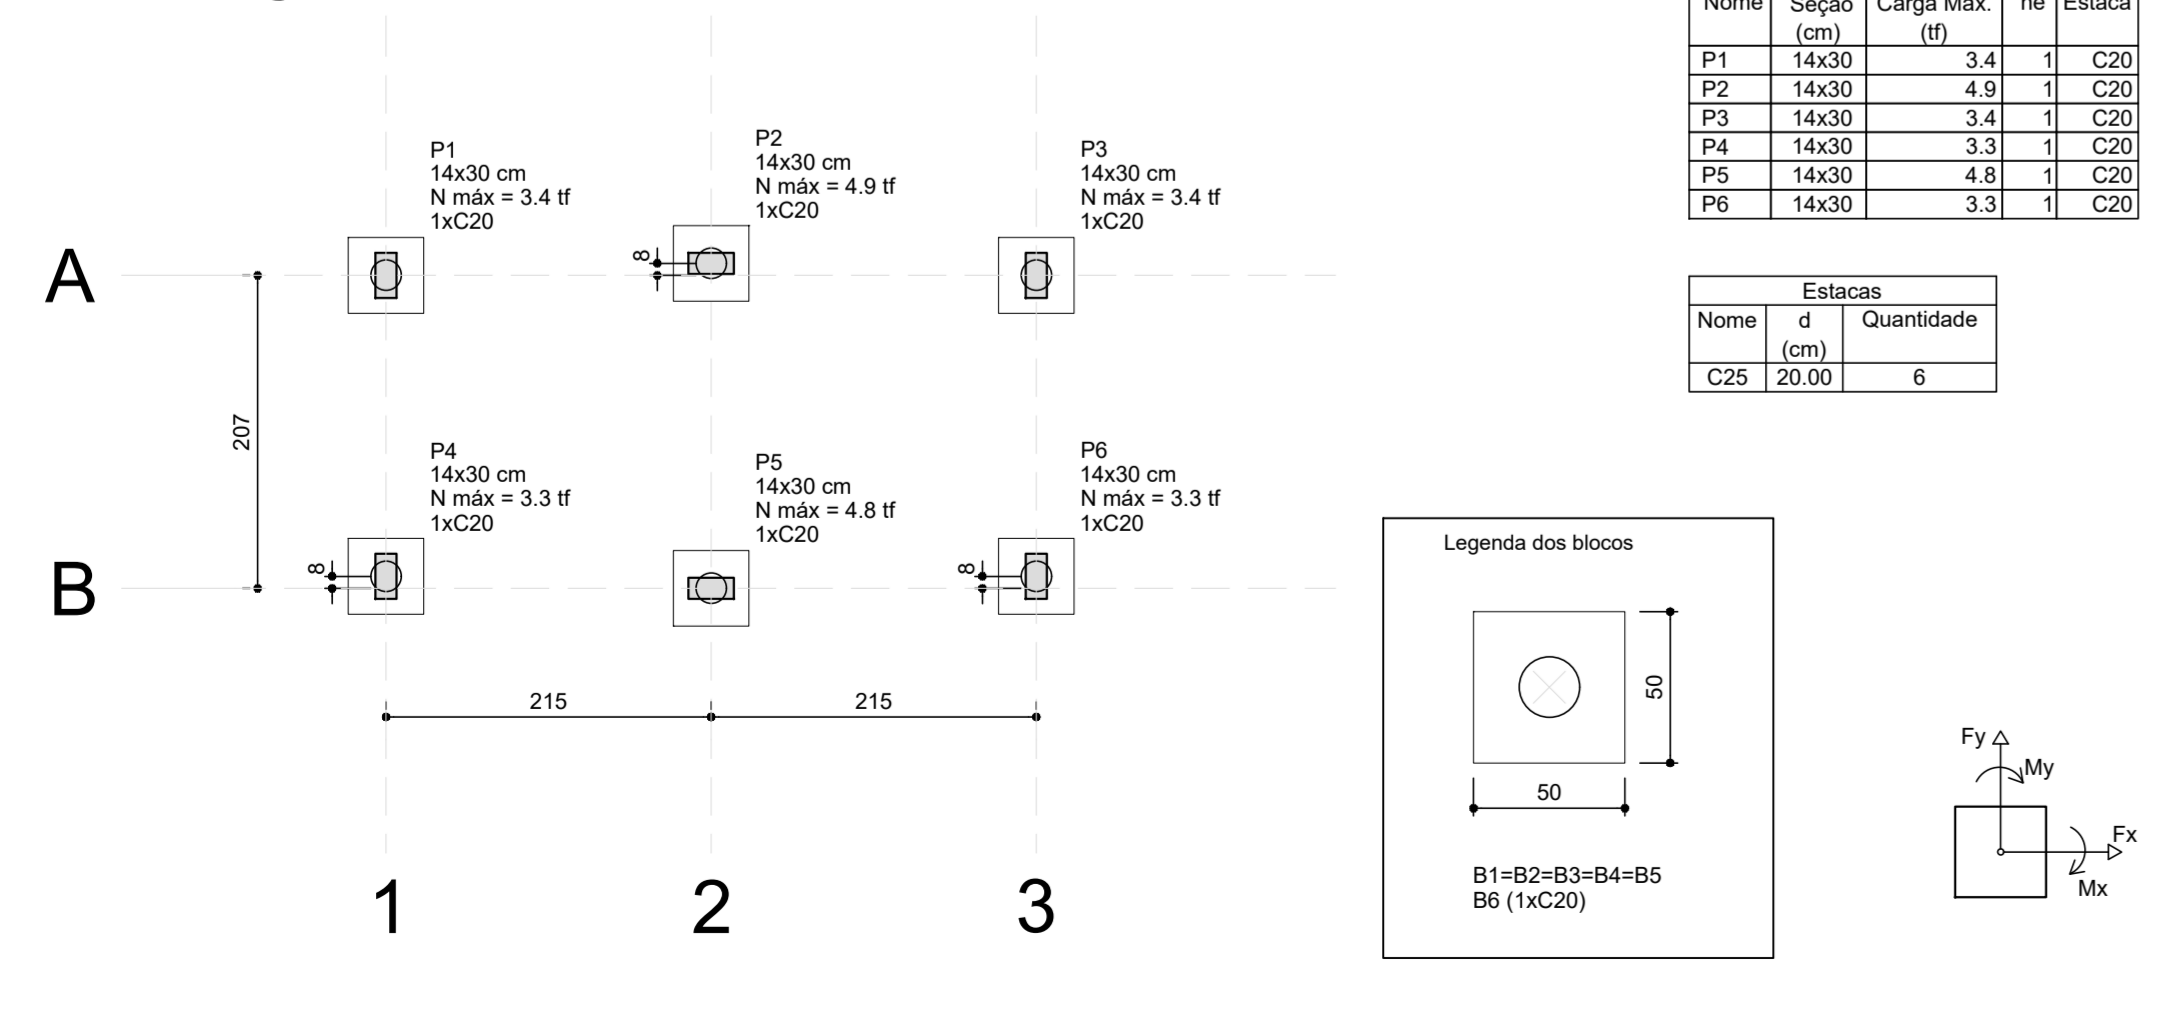 Nome Seção Carga Máx. ne Estaca
(cm) (tf)
P1 14x30 3.4 1 C20
P2 14x30 4.9 1 C20
P3 14x30 3.4 1 C20
P4 14x30 3.3 1 C20
P5 14x30 4.8 1 C20
P6 14x30 3.3 1 C20
P1
14x30 cm
N máx = 3.4 tf
1xC20
P2
14x30 cm
N máx = 4.9 tf
1xC20
P3
14x30 cm
N máx = 3.4 tf
1xC20
8
A
Estacas
Nome d Quantidade
(cm)
C25 20.00 6
207
P4
14x30 cm
N máx = 3.3 tf
1xC20
P5
14x30 cm
N máx = 4.8 tf
1xC20
P6
14x30 cm
N máx = 3.3 tf
1xC20
8
8
B
215
215
1
2
3
Legenda dos blocos
50
50
B1=B2=B3=B4=B5
B6 (1xC20)
Fy
My
Fx
Mx